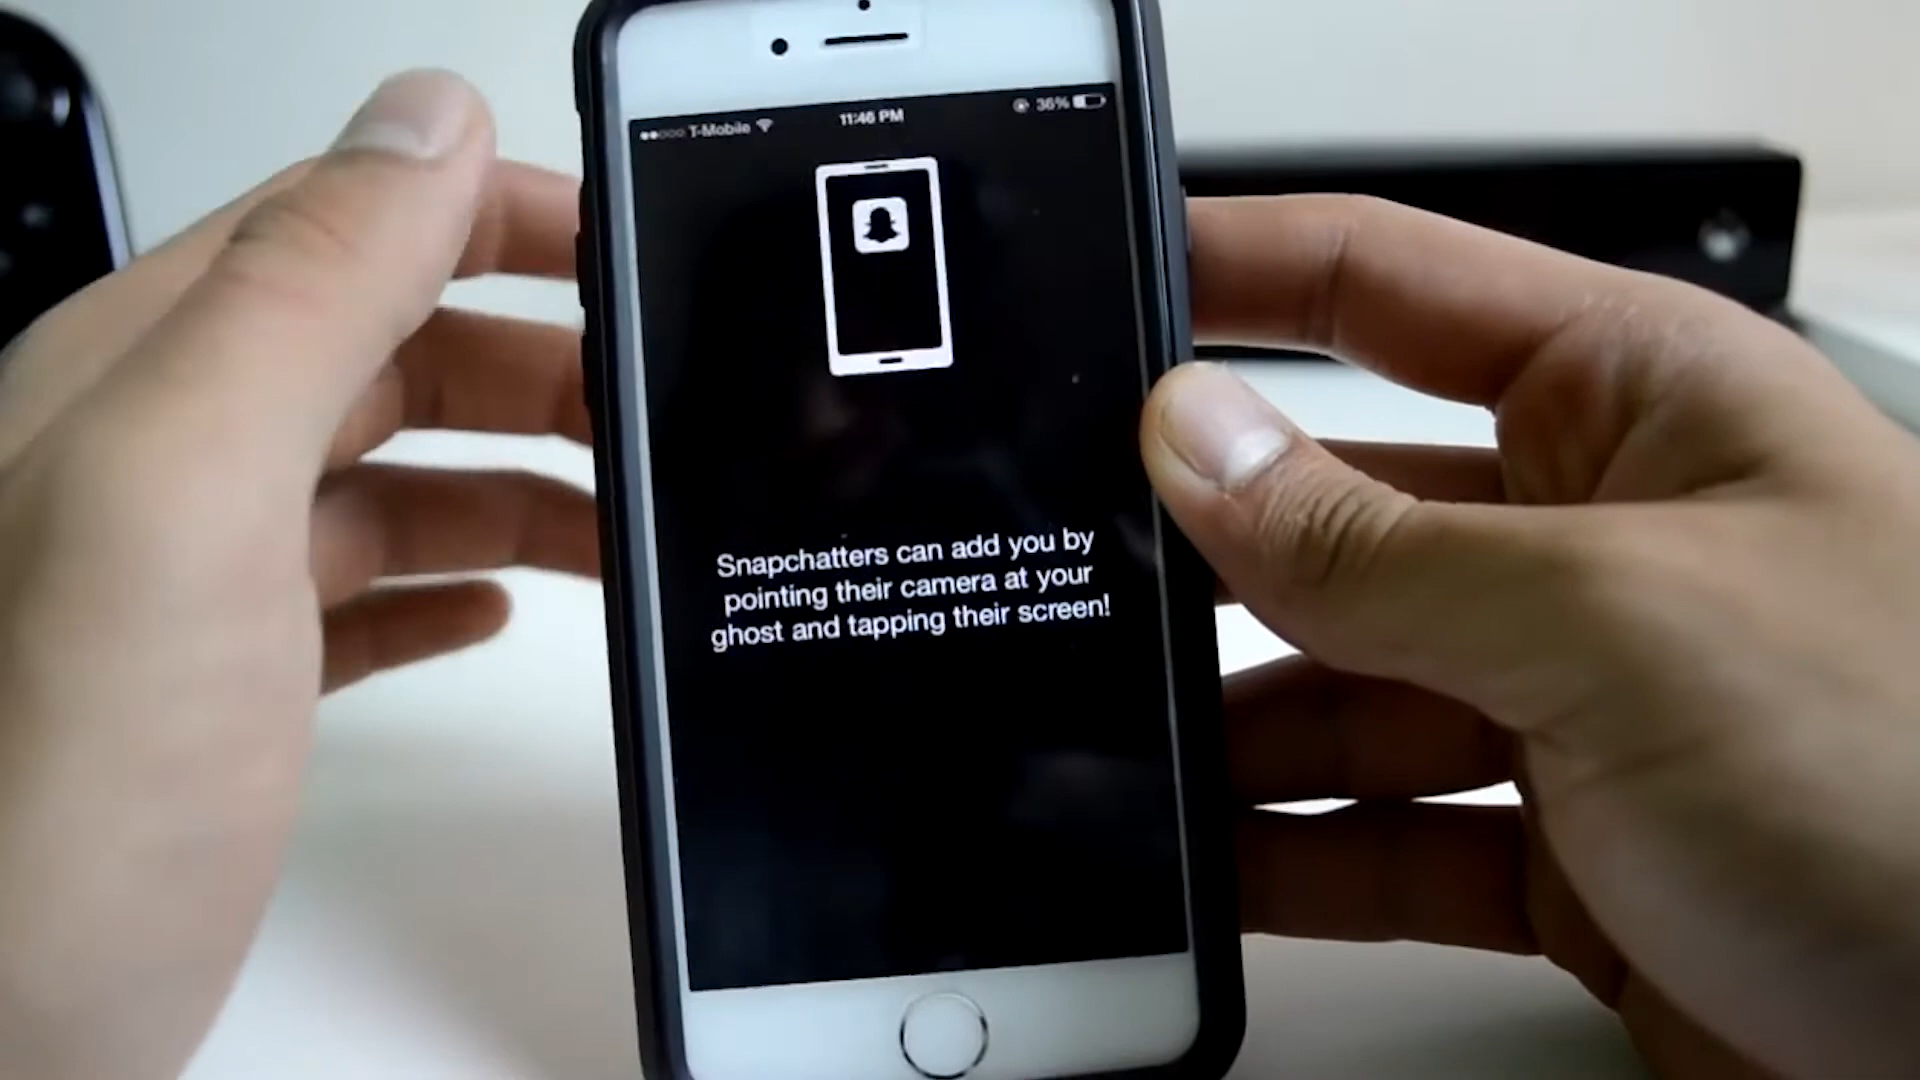 T-Mobile 11:46 PM 36%
Snapchatters can add you by
pointing their camera at your
ghost and tapping their screen!